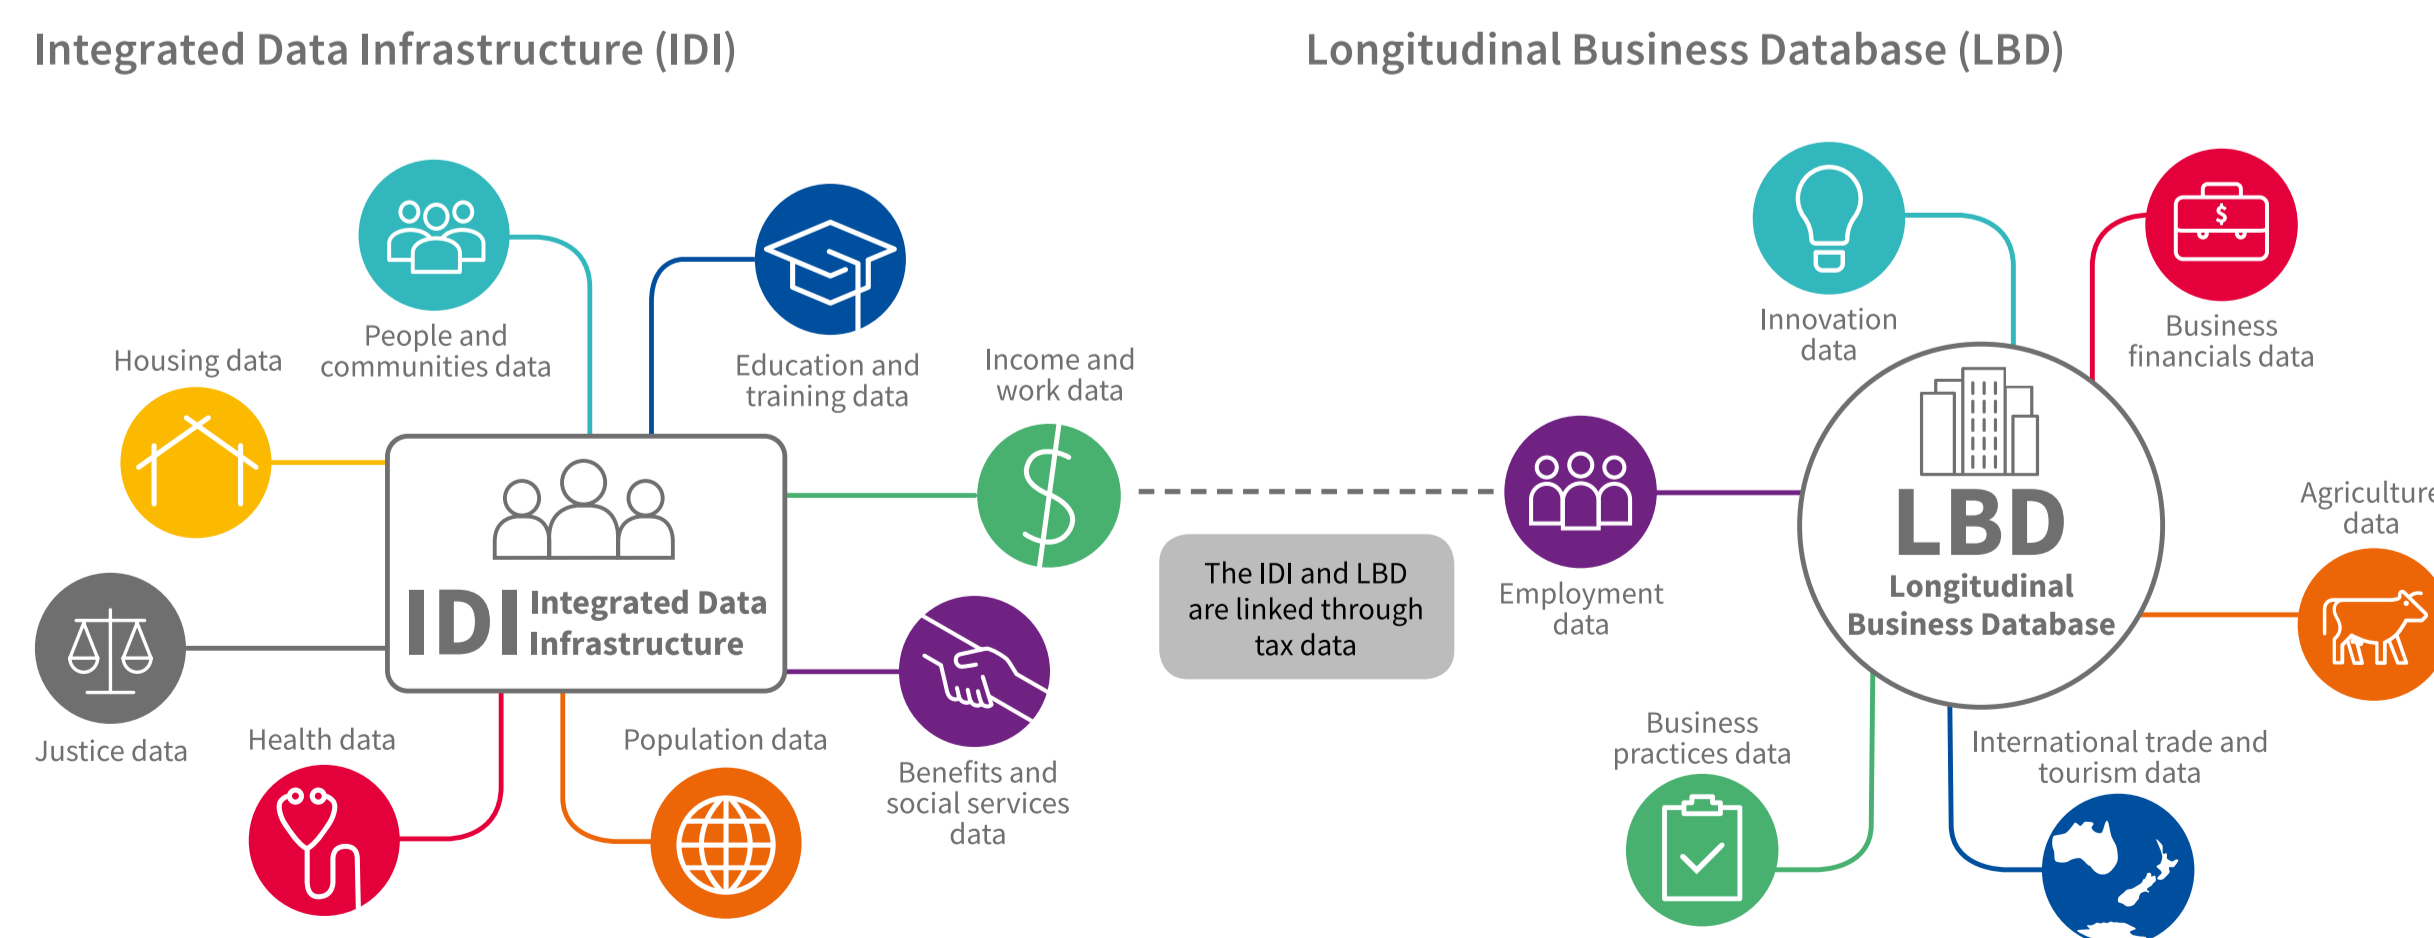 Integrated Data Infrastructure (IDI)
Longitudinal Business Database (LBD)
People and
communities data
Housing data
Education and
training data
Income and
work data
IDI
Integrated Data
Infrastructure
Justice data
Health data
Population data
Benefits and
social services
data
The IDI and LBD
are linked through
tax data
Innovation
data
$
Business
financials data
Employment
data
LBD
Longitudinal
Business Database
Agriculture
data
Business
practices data
International trade and
tourism data